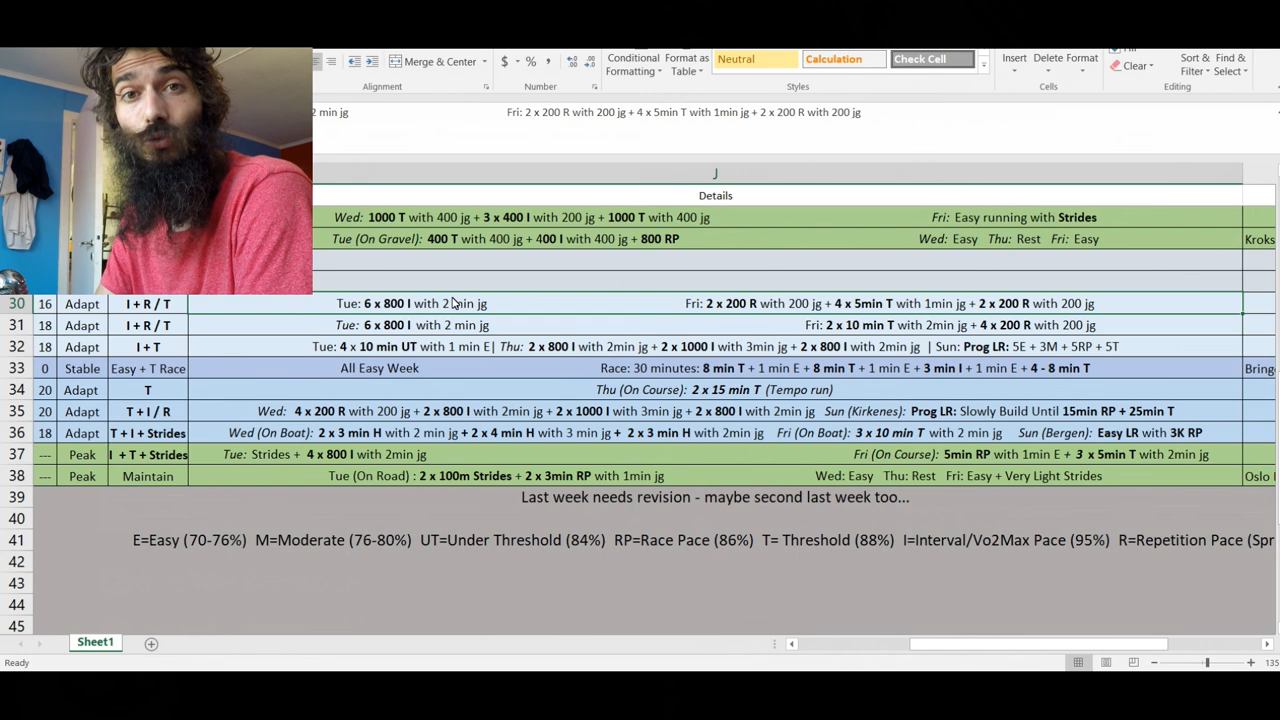 Merge & Center
$ % ,
Conditional Formatting
Format as Table
Neutral
Calculation
Check Cell
Insert Delete Format
Clear
Sort & Filter
Find & Select
Alignment
Number
Styles
Cells
Editing
2 min jg Fri: 2 x 200 R with 200 jg + 4 x 5min T with 1min jg + 2 x 200 R with 200 jg
J
Details
Wed: 1000 T with 400 jg + 3 x 400 I with 200 jg + 1000 T with 400 jg Fri: Easy running with Strides
Tue (On Gravel): 400 T with 400 jg + 400 I with 400 jg + 800 RP Wed: Easy Thu: Rest Fri: Easy Kroks
30 16 Adapt I + R / T Tue: 6 x 800 I with 2 min jg Fri: 2 x 200 R with 200 jg + 4 x 5min T with 1min jg + 2 x 200 R with 200 jg
31 18 Adapt I + R / T Tue: 6 x 800 I with 2 min jg Fri: 2 x 10 min T with 2min jg + 4 x 200 R with 200 jg
32 18 Adapt I + T Tue: 4 x 10 min UT with 1 min E| Thu: 2 x 800 I with 2min jg + 2 x 1000 I with 3min jg + 2 x 800 I with 2min jg | Sun: Prog LR: 5E + 3M + 5RP + 5T
33 0 Stable Easy + T Race All Easy Week Race: 30 minutes: 8 min T + 1 min E + 8 min T + 1 min E + 3 min I + 1 min E + 4 - 8 min T Bring
34 20 Adapt T Thu (On Course): 2 x 15 min T (Tempo run)
35 20 Adapt T + I / R Wed: 4 x 200 R with 200 jg + 2 x 800 I with 2min jg + 2 x 1000 I with 3min jg + 2 x 800 I with 2min jg Sun (Kirkenes): Prog LR: Slowly Build Until 15min RP + 25min T
36 18 Adapt T + I + Strides Wed (On Boat): 2 x 3 min H with 2 min jg + 2 x 4 min H with 3 min jg + 2 x 3 min H with 2min jg Fri (On Boat): 3 x 10 min T with 2 min jg Sun (Bergen): Easy LR with 3K RP
37 --- Peak I + T + Strides Tue: Strides + 4 x 800 I with 2min jg Fri (On Course): 5min RP with 1min E + 3 x 5min T with 2min jg
38 --- Peak Maintain Tue (On Road) : 2 x 100m Strides + 2 x 3min RP with 1min jg Wed: Easy Thu: Rest Fri: Easy + Very Light Strides Oslo
39 Last week needs revision - maybe second last week too...
40
41 E=Easy (70-76%) M=Moderate (76-80%) UT=Under Threshold (84%) RP=Race Pace (86%) T= Threshold (88%) I=Interval/Vo2Max Pace (95%) R=Repetition Pace (Spr
42
43
44
45
Sheet1
Ready
135